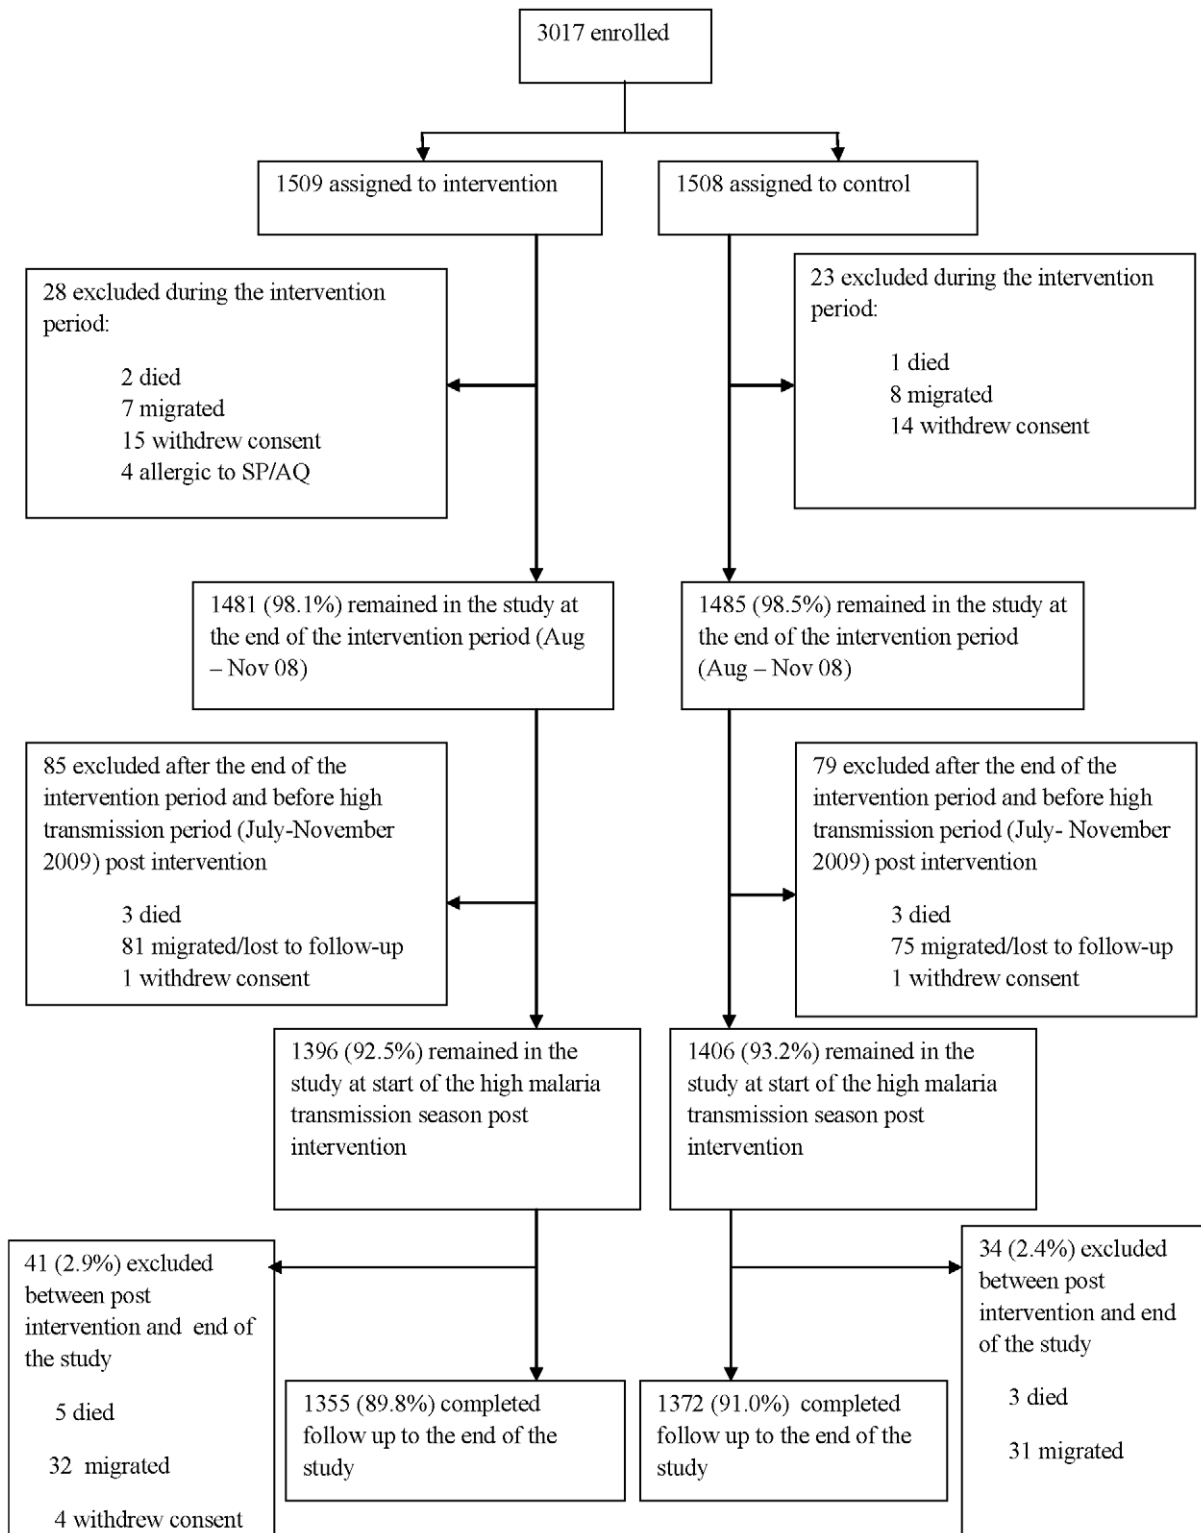 3017 enrolled
1509 assigned to intervention
1508 assigned to control
28 excluded during the intervention
period:
2 died
7 migrated
15 withdrew consent
4 allergic to SP/AQ
23 excluded during the intervention
period:
1 died
8 migrated
14 withdrew consent
1481 (98.1%) remained in the study at
the end of the intervention period (Aug
– Nov 08)
1485 (98.5%) remained in the study at
the end of the intervention period
(Aug – Nov 08)
85 excluded after the end of the
intervention period and before high
transmission period (July-November
2009) post intervention
3 died
81 migrated/lost to follow-up
1 withdrew consent
79 excluded after the end of the
intervention period and before high
transmission period (July- November
2009) post intervention
3 died
75 migrated/lost to follow-up
1 withdrew consent
1396 (92.5%) remained in the
study at start of the high malaria
transmission season post
intervention
1406 (93.2%) remained in the
study at start of the high malaria
transmission season post
intervention
41 (2.9%) excluded
between post
intervention and end of
the study
5 died
32 migrated
4 withdrew consent
34 (2.4%) excluded
between post
intervention and end
of the study
3 died
31 migrated
1355 (89.8%) completed
follow up to the end of the
study
1372 (91.0%) completed
follow up to the end of the
study